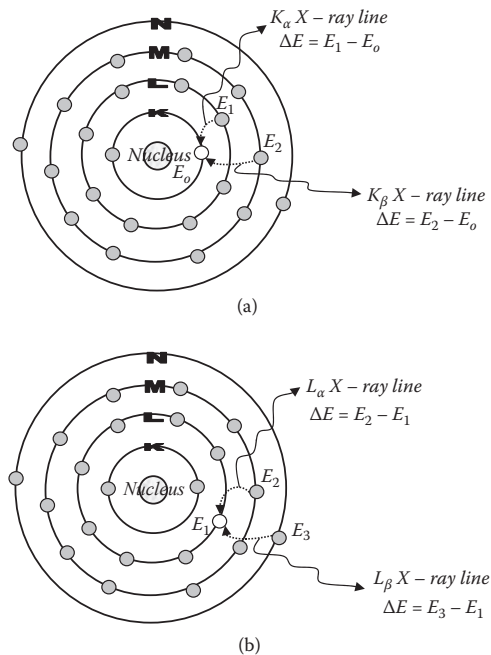 N
M
L
K
Nucleus
E₀
E₁
E₂
Kα X – ray line
ΔE = E₁ – Eₒ
Kβ X – ray line
ΔE = E₂ – Eₒ
(a)
N
M
L
K
Nucleus
E₁
E₂
E₃
Lα X – ray line
ΔE = E₂ – E₁
Lβ X – ray line
ΔE = E₃ – E₁
(b)